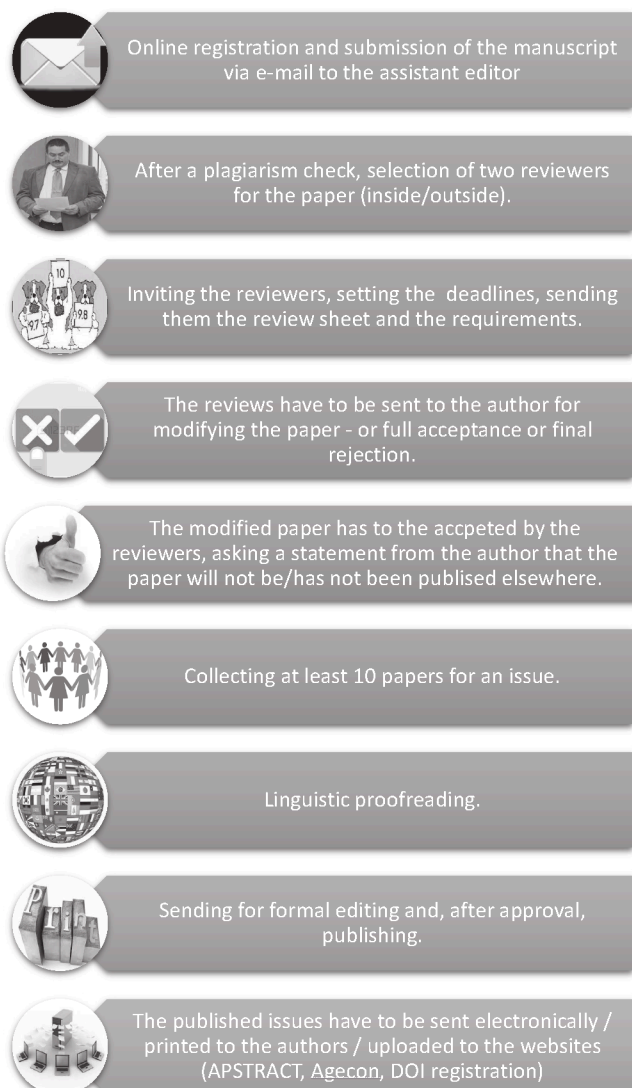 Online registration and submission of the manuscript
via e-mail to the assistant editor
After a plagiarism check, selection of two reviewers
for the paper (inside/outside).
10
9.7
9.8
Inviting the reviewers, setting the deadlines, sending
them the review sheet and the requirements.
The reviews have to be sent to the author for
modifying the paper - or full acceptance or final
rejection.
The modified paper has to the accpeted by the
reviewers, asking a statement from the author that the
paper will not be/has not been publised elsewhere.
Collecting at least 10 papers for an issue.
Linguistic proofreading.
Print
Sending for formal editing and, after approval,
publishing.
The published issues have to be sent electronically /
printed to the authors / uploaded to the websites
(APSTRACT, Agecon, DOI registration)